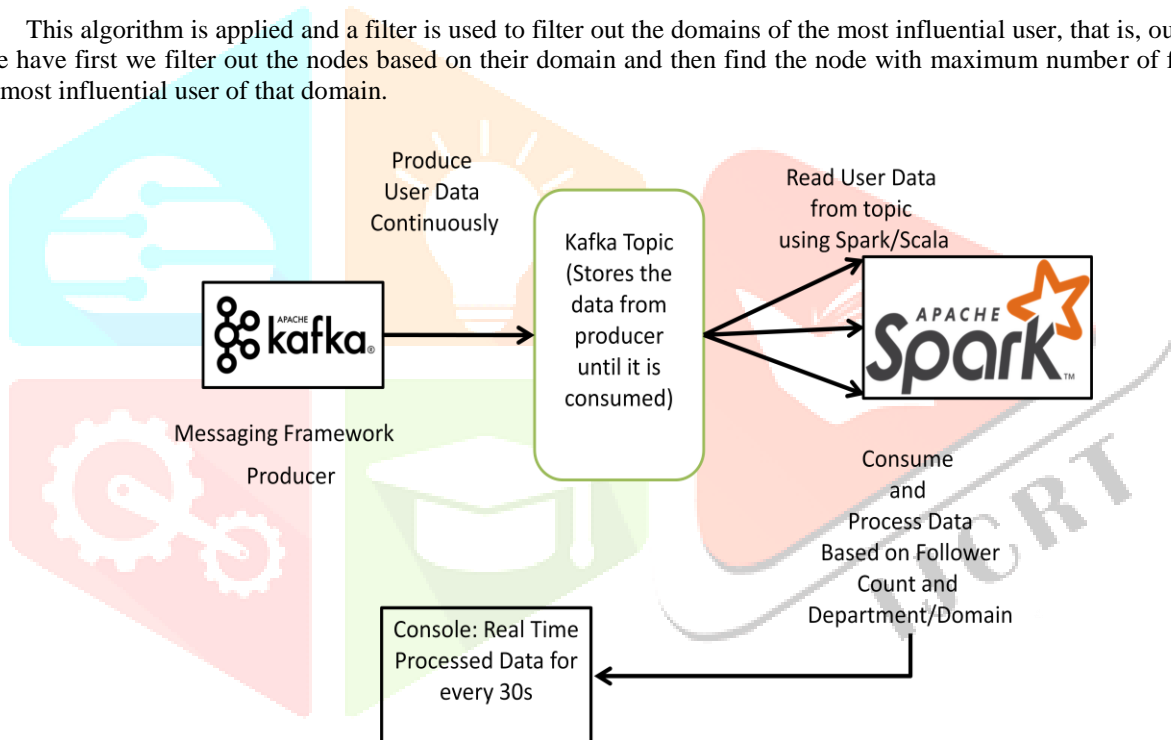 This algorithm is applied and a filter is used to filter out the domains of the most influential user, that is, ou
e have first we filter out the nodes based on their domain and then find the node with maximum number of f
most influential user of that domain.
Produce
User Data
Continuously
Read User Data
from topic
using Spark/Scala
Kafka Topic
(Stores the
data from
producer
until it is
consumed)
APACHE
kafka®
APACHE
Spark™
Messaging Framework
Producer
Consume
and
Process Data
Based on Follower
Count and
Department/Domain
Console: Real Time
Processed Data for
every 30s
IJCRT